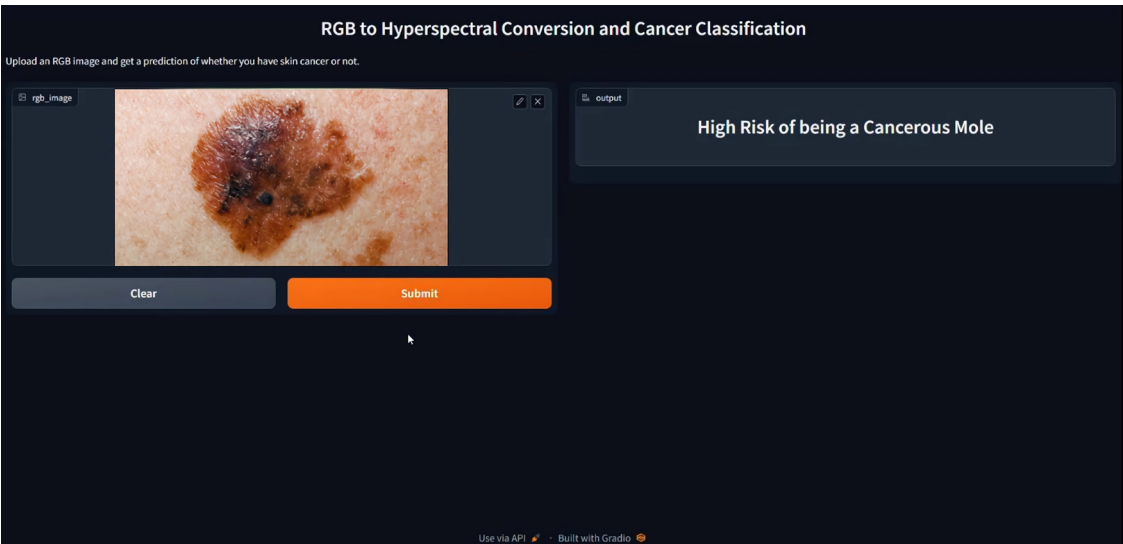 RGB to Hyperspectral Conversion and Cancer Classification
Upload an RGB image and get a prediction of whether you have skin cancer or not.
rgb_image
output
High Risk of being a Cancerous Mole
Clear
Submit
Use via API · Built with Gradio